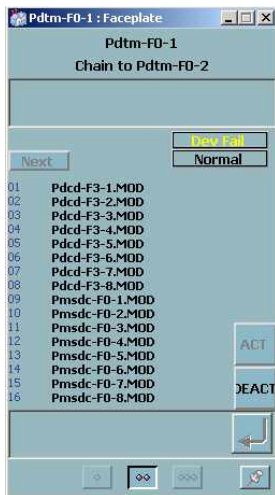 Pdtm-F0-1 : Faceplate
Pdtm-F0-1
Chain to Pdtm-F0-2
Dev Fail
Next
Normal
01 Pdcd-F3-1.MOD
02 Pdcd-F3-2.MOD
03 Pdcd-F3-3.MOD
04 Pdcd-F3-4.MOD
05 Pdcd-F3-5.MOD
06 Pdcd-F3-6.MOD
07 Pdcd-F3-7.MOD
08 Pdcd-F3-8.MOD
09 Pmsdc-F0-1.MOD
10 Pmsdc-F0-2.MOD
11 Pmsdc-F0-3.MOD
12 Pmsdc-F0-4.MOD
13 Pmsdc-F0-5.MOD
14 Pmsdc-F0-6.MOD
15 Pmsdc-F0-7.MOD
16 Pmsdc-F0-8.MOD
ACT
DEACT